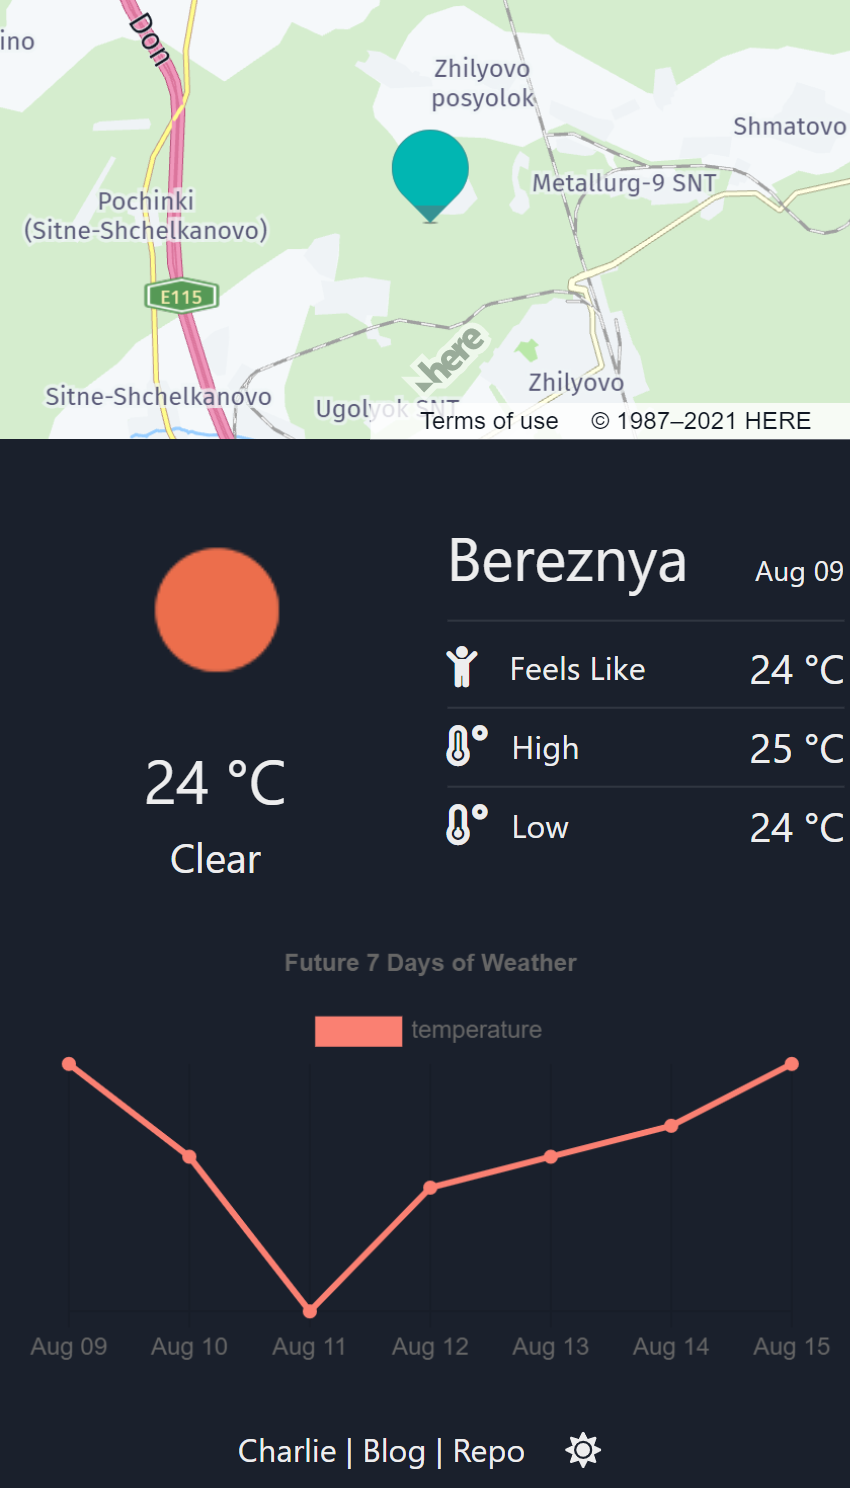 ino
Don
Zhilyovo
posyolok
Shmatovo
Metallurg-9 SNT
Pochinki
(Sitne-Shchelkanovo)
E115
here
Zhilyovo
Sitne-Shchelkanovo
Ugolyok SNT
Terms of use © 1987–2021 HERE
Bereznya Aug 09
Feels Like 24 °C
High 25 °C
Low 24 °C
24 °C
Clear
Future 7 Days of Weather
temperature
Aug 09 Aug 10 Aug 11 Aug 12 Aug 13 Aug 14 Aug 15
Charlie | Blog | Repo